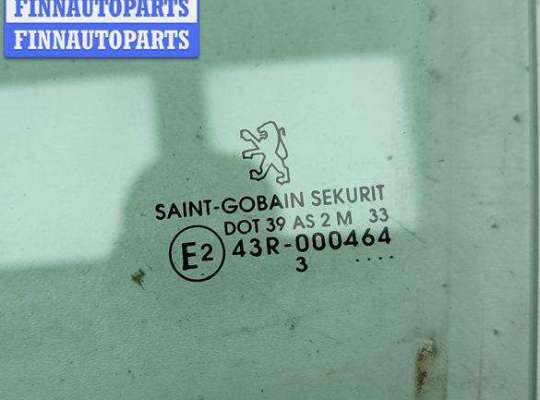 FINNAUTOPARTS
FINNAUTOPARTS
SAINT-GOBAIN SEKURIT
DOT 39 AS 2 M 33
E2 43R-000464
3 ....